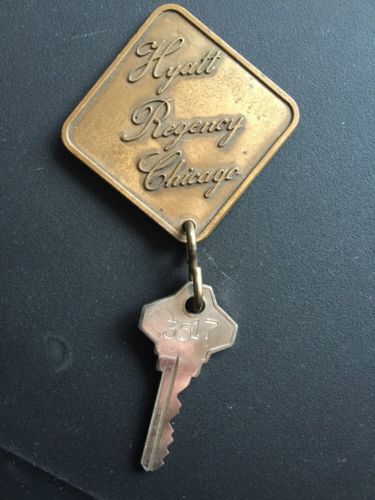 Hyatt
Regency
Chicago
3517